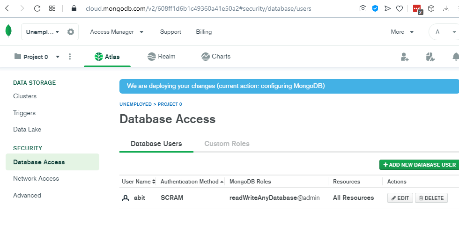 cloud.mongodb.com/v2/509ff1d6b1c49360a41e50a2#security/database/users
Unempl...
Access Manager
Support
Billing
More
A
Project 0
Atlas
Realm
Charts
DATA STORAGE
Clusters
Triggers
Data Lake
SECURITY
Database Access
Network Access
Advanced
We are deploying your changes (current action: configuring MongoDB)
UNEMPLOYED > PROJECT 0
Database Access
Database Users
Custom Roles
+ ADD NEW DATABASE USER
User Name
Authentication Method
MongoDB Roles
Resources
Actions
abit
SCRAM
readWriteAnyDatabase@admin
All Resources
EDIT
DELETE